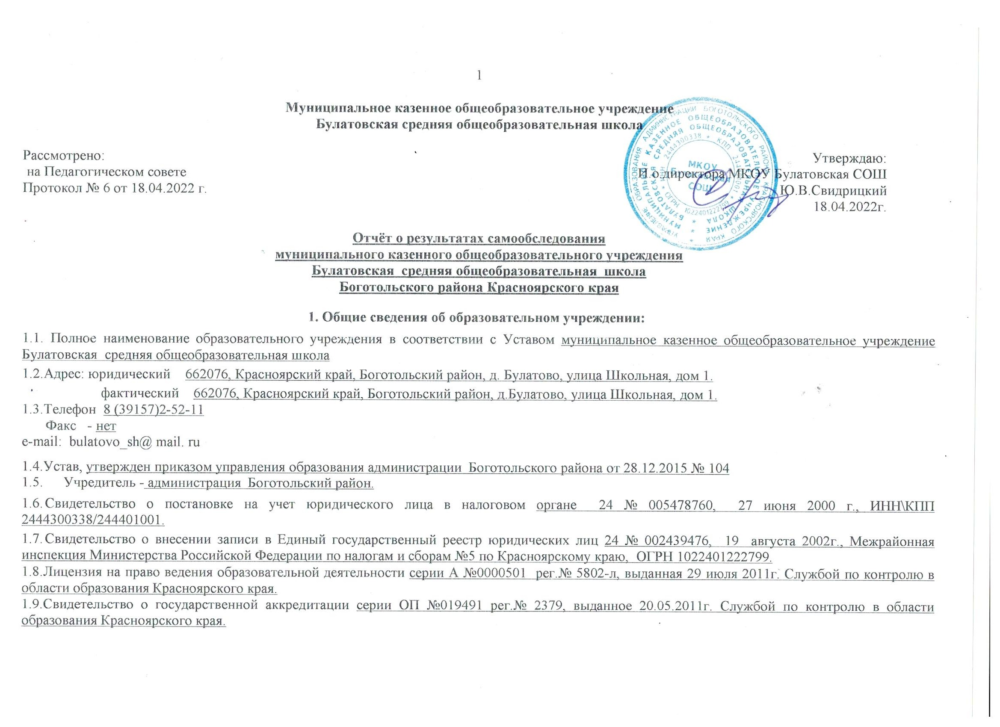 1
Муниципальное казенное общеобразовательное учреждение
Булатовская средняя общеобразовательная школа
Рассмотрено:
на Педагогическом совете
Протокол № 6 от 18.04.2022 г.
Утверждаю:
И.о.директора МКОУ Булатовская СОШ
Ю.В.Свидрицкий
18.04.2022г.
УПРАВЛЕНИЕ ОБРАЗОВАНИЯ АДМИНИСТРАЦИИ БОГОТОЛЬСКОГО РАЙОНА КРАСНОЯРСКОГО КРАЯ *
МУНИЦИПАЛЬНОЕ КАЗЕННОЕ ОБЩЕОБРАЗОВАТЕЛЬНОЕ УЧРЕЖДЕНИЕ *
БУЛАТОВСКАЯ СРЕДНЯЯ ОБЩЕОБРАЗОВАТЕЛЬНАЯ ШКОЛА *
* ИНН 2444300338 * КПП 244401001 * ОГРН 1022401222799
МКОУ
Булатовская
СОШ
Отчёт о результатах самообследования
муниципального казенного общеобразовательного учреждения
Булатовская средняя общеобразовательная школа
Боготольского района Красноярского края
1. Общие сведения об образовательном учреждении:
1.1. Полное наименование образовательного учреждения в соответствии с Уставом муниципальное казенное общеобразовательное учреждение
Булатовская средняя общеобразовательная школа
1.2.Адрес: юридический 662076, Красноярский край, Боготольский район, д. Булатово, улица Школьная, дом 1.
фактический 662076, Красноярский край, Боготольский район, д.Булатово, улица Школьная, дом 1.
1.3.Телефон 8 (39157)2-52-11
Факс - нет
e-mail: bulatovo_sh@ mail. ru
1.4.Устав, утвержден приказом управления образования администрации Боготольского района от 28.12.2015 № 104
1.5. Учредитель - администрация Боготольский район.
1.6. Свидетельство о постановке на учет юридического лица в налоговом органе 24 № 005478760, 27 июня 2000 г., ИНН\КПП
2444300338/244401001.
1.7. Свидетельство о внесении записи в Единый государственный реестр юридических лиц 24 № 002439476, 19 августа 2002г., Межрайонная
инспекция Министерства Российской Федерации по налогам и сборам №5 по Красноярскому краю, ОГРН 1022401222799.
1.8.Лицензия на право ведения образовательной деятельности серии А №0000501 рег.№ 5802-л, выданная 29 июля 2011г. Службой по контролю в
области образования Красноярского края.
1.9.Свидетельство о государственной аккредитации серии ОП №019491 рег.№ 2379, выданное 20.05.2011г. Службой по контролю в области
образования Красноярского края.